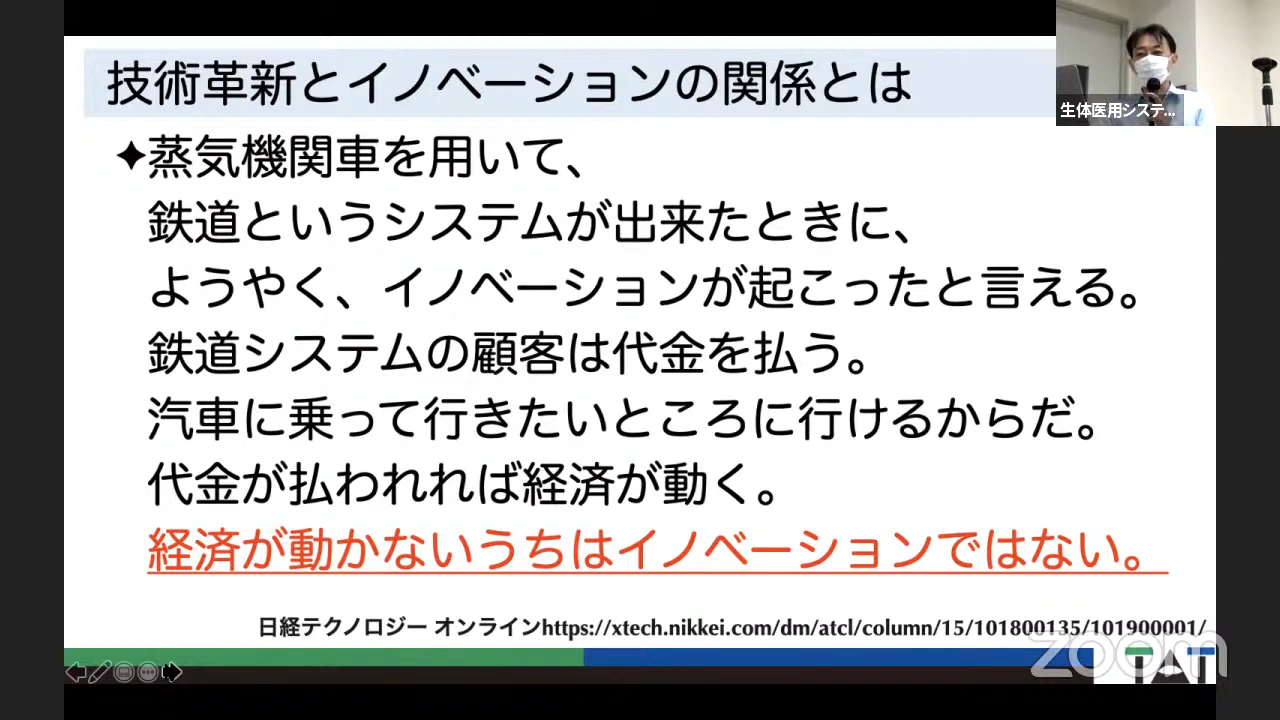 技術革新とイノベーションの関係とは
✦蒸気機関車を用いて、
鉄道というシステムが出来たときに、
ようやく、イノベーションが起こったと言える。
鉄道システムの顧客は代金を払う。
汽車に乗って行きたいところに行けるからだ。
代金が払われれば経済が動く。
経済が動かないうちはイノベーションではない。
日経テクノロジー オンラインhttps://xtech.nikkei.com/dm/atcl/column/15/101800135/101900001/
生体医用システ...
zoom